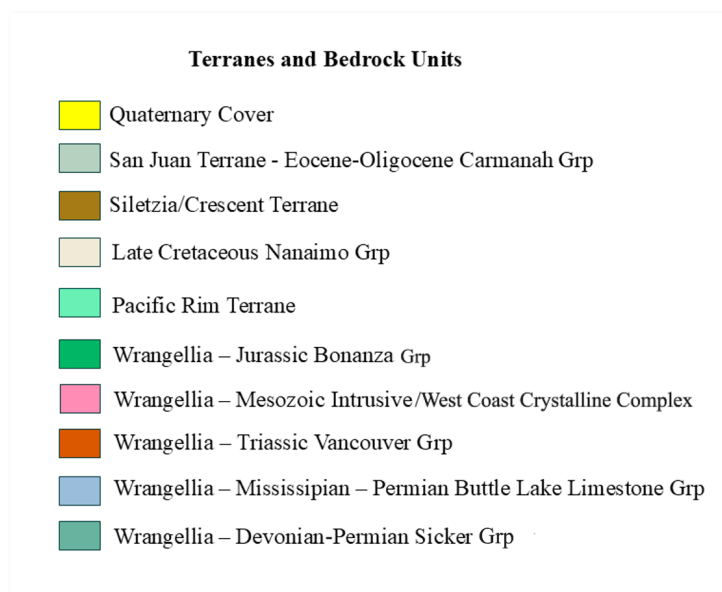 Terranes and Bedrock Units
Quaternary Cover
San Juan Terrane - Eocene-Oligocene Carmanah Grp
Siletzia/Crescent Terrane
Late Cretaceous Nanaimo Grp
Pacific Rim Terrane
Wrangellia – Jurassic Bonanza Grp
Wrangellia – Mesozoic Intrusive/West Coast Crystalline Complex
Wrangellia – Triassic Vancouver Grp
Wrangellia – Mississipian – Permian Buttle Lake Limestone Grp
Wrangellia – Devonian-Permian Sicker Grp